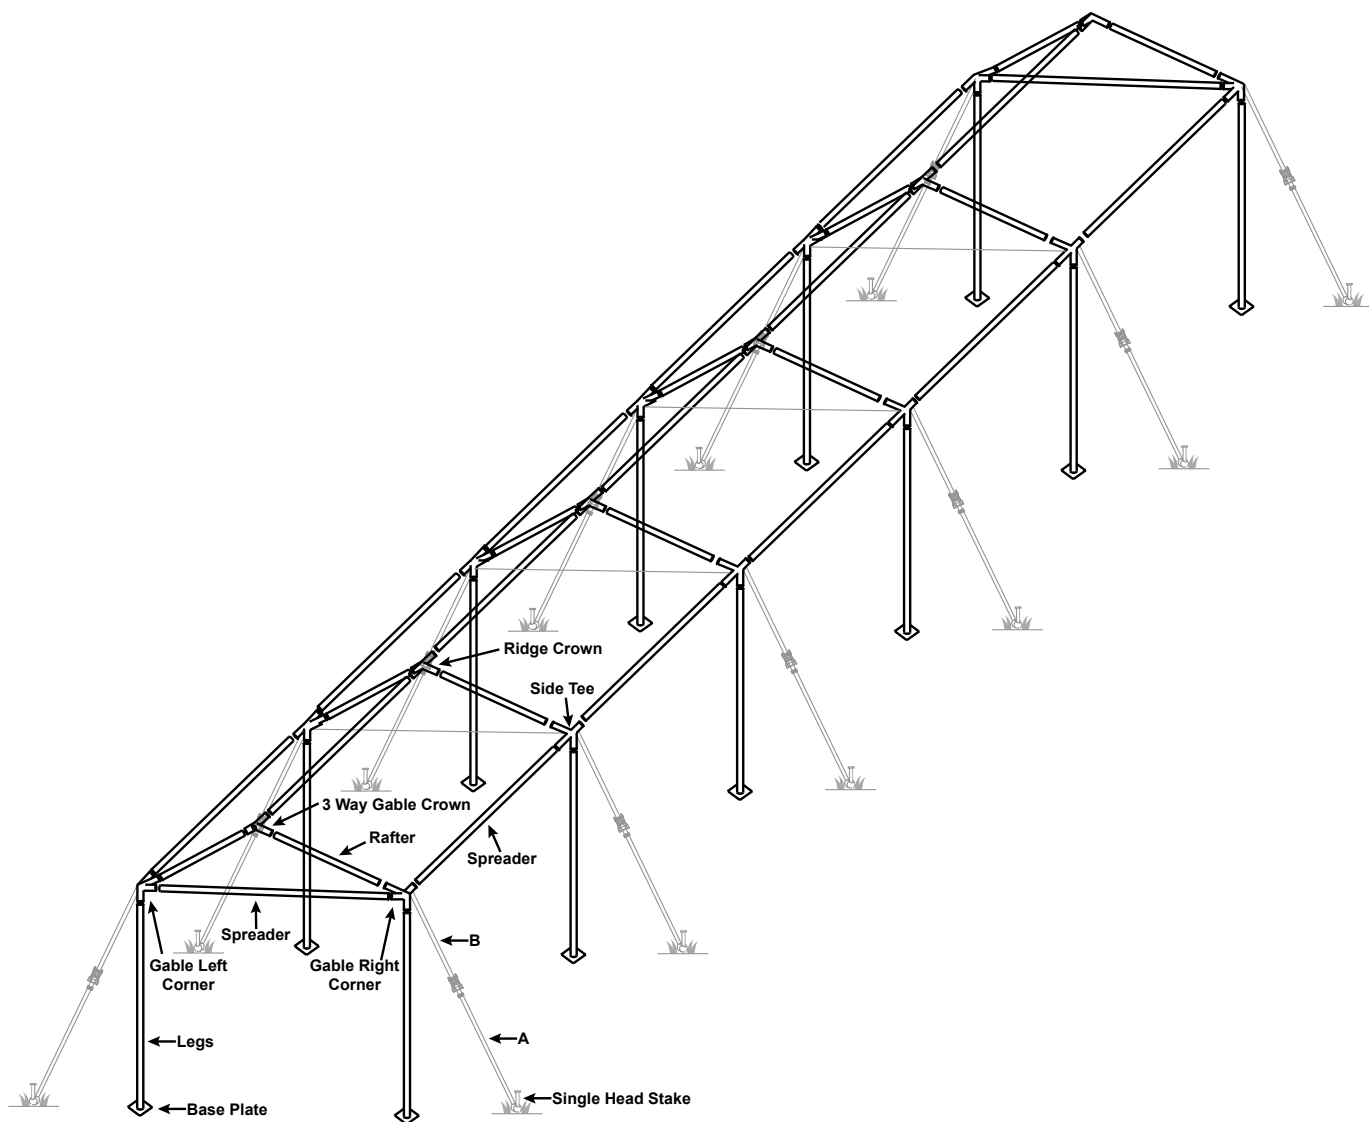 Ridge Crown
Side Tee
3 Way Gable Crown
Rafter
Spreader
Spreader
B
Gable Left
Corner
Gable Right
Corner
A
Legs
Single Head Stake
Base Plate